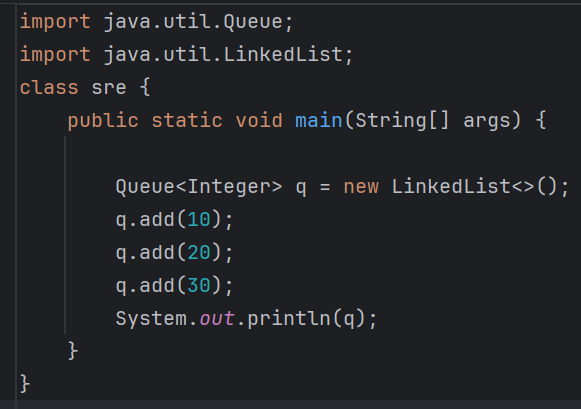 import java.util.Queue;
import java.util.LinkedList;
class sre {
    public static void main(String[] args) {

        Queue<Integer> q = new LinkedList<>();
        q.add(10);
        q.add(20);
        q.add(30);
        System.out.println(q);
    }
}